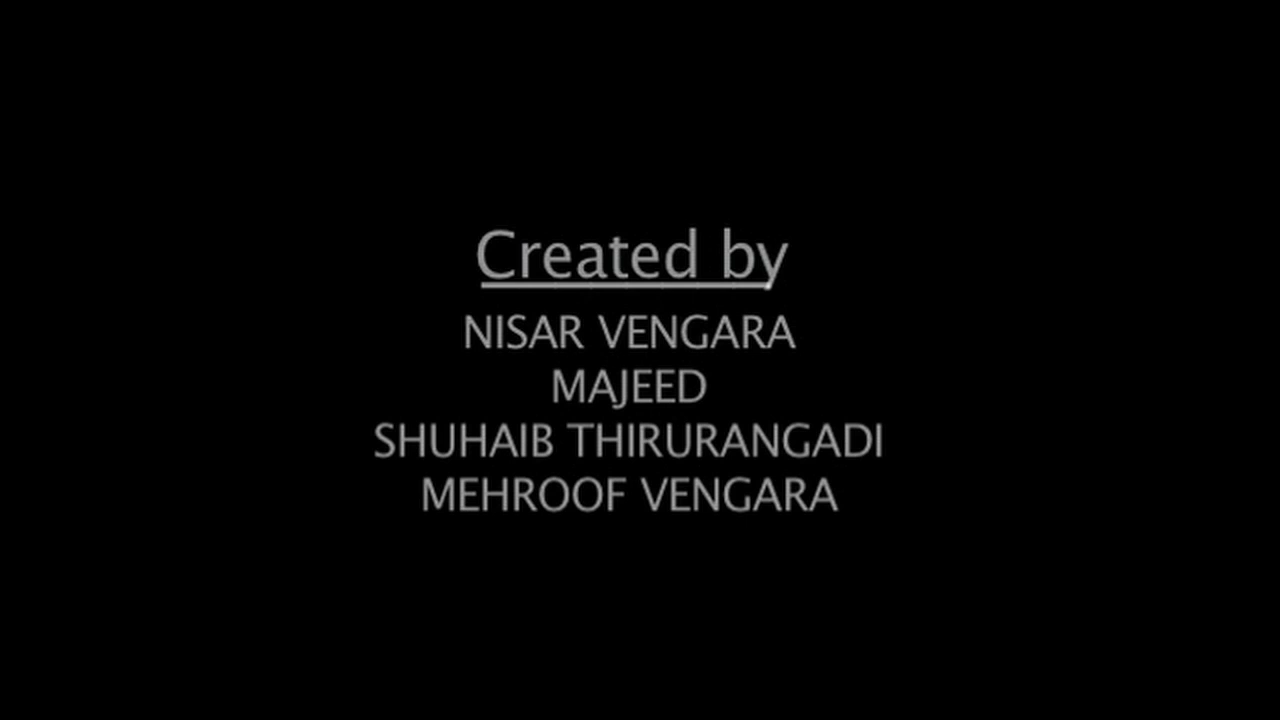 Created by
NISAR VENGARA
MAJEED
SHUHAIB THIRURANGADI
MEHROOF VENGARA